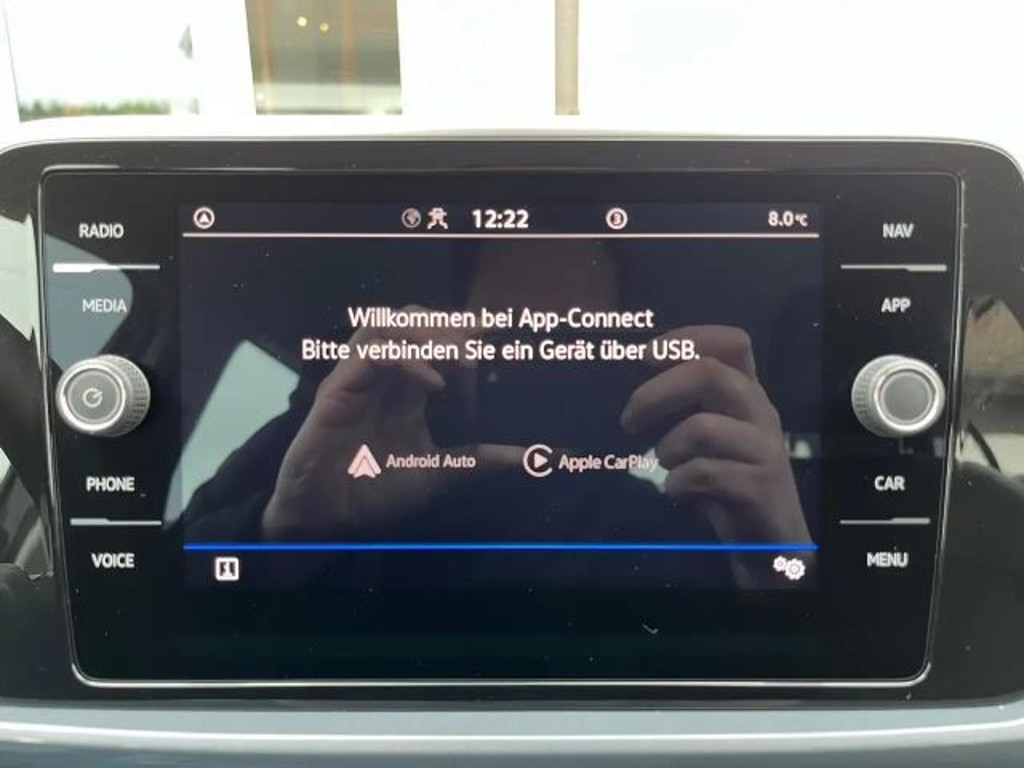 RADIO
MEDIA
PHONE
VOICE
12:22
3
8.0°C
Willkommen bei App-Connect
Bitte verbinden Sie ein Gerät über USB.
Android Auto
Apple CarPlay
NAV
APP
CAR
MENU